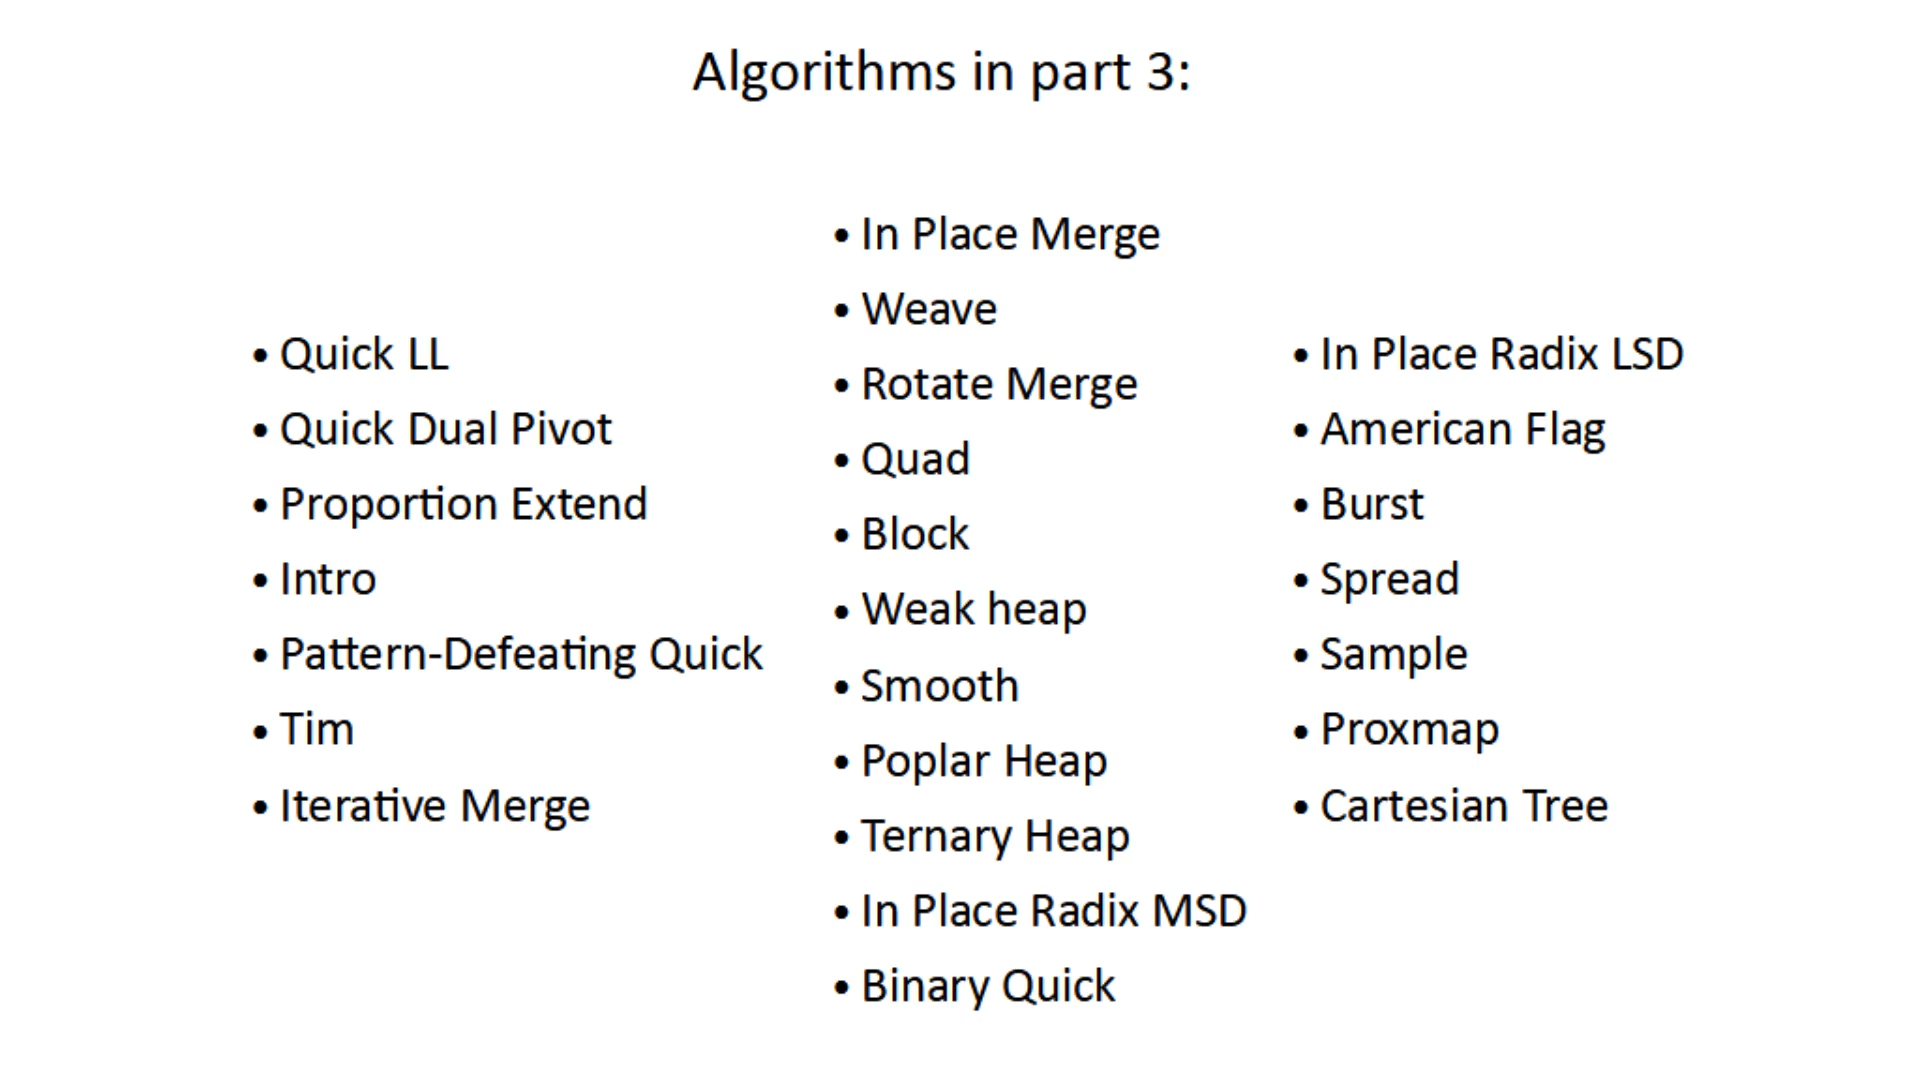 Algorithms in part 3:
• Quick LL
• Quick Dual Pivot
• Proportion Extend
• Intro
• Pattern-Defeating Quick
• Tim
• Iterative Merge
• In Place Merge
• Weave
• Rotate Merge
• Quad
• Block
• Weak heap
• Smooth
• Poplar Heap
• Ternary Heap
• In Place Radix MSD
• Binary Quick
• In Place Radix LSD
• American Flag
• Burst
• Spread
• Sample
• Proxmap
• Cartesian Tree